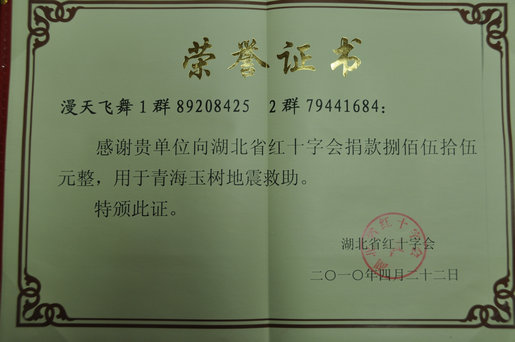 荣誉证书
漫天飞舞1群89208425 2群79441684：
感谢贵单位向湖北省红十字会捐款捌佰伍拾伍
元整，用于青海玉树地震救助。
特颁此证。
湖北省红十字会
二〇一〇年四月二十二日